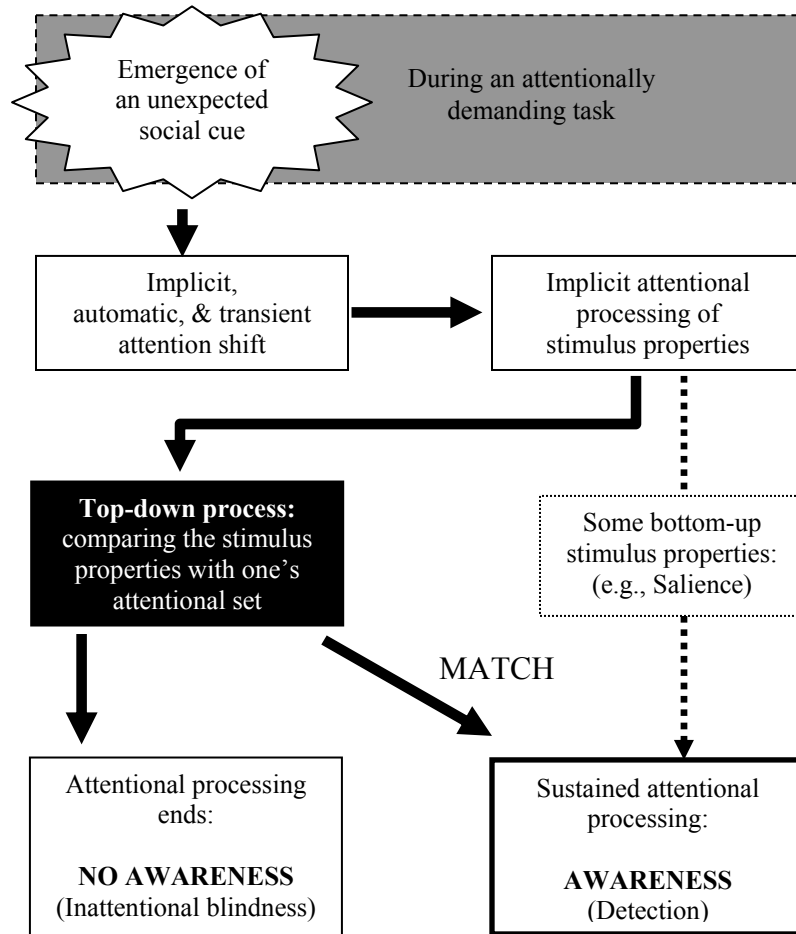 Emergence of
an unexpected
social cue
During an attentionally
demanding task
Implicit,
automatic, & transient
attention shift
Implicit attentional
processing of
stimulus properties
Top-down process:
comparing the stimulus
properties with one's
attentional set
Some bottom-up
stimulus properties:
(e.g., Salience)
MATCH
Attentional processing
ends:
NO AWARENESS
(Inattentional blindness)
Sustained attentional
processing:
AWARENESS
(Detection)